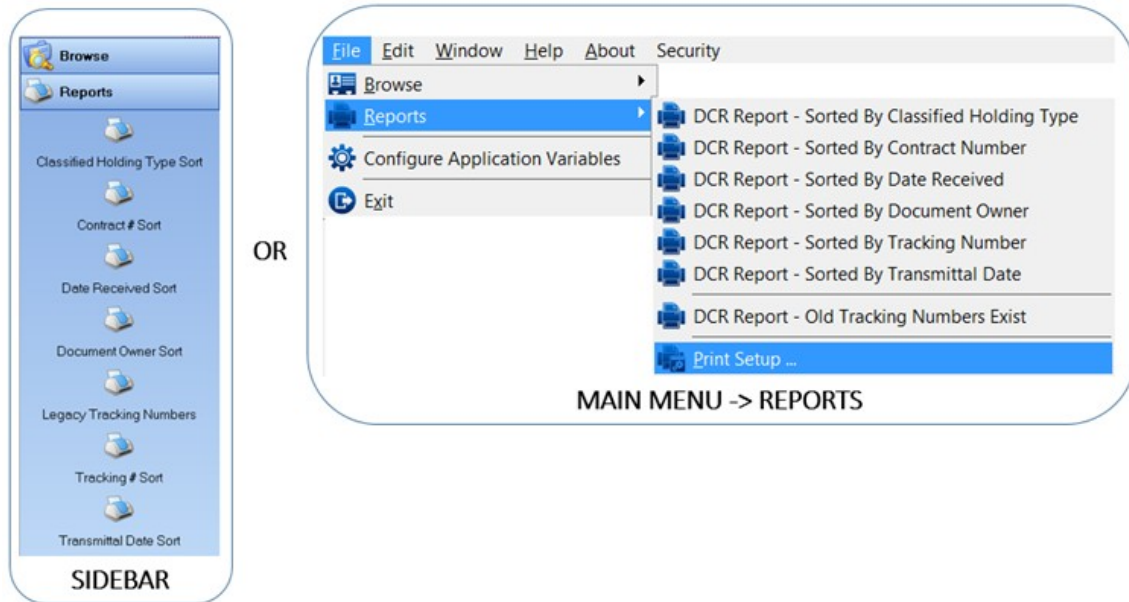 Browse
Reports
Classified Holding Type Sort
Contract # Sort
Date Received Sort
Document Owner Sort
Legacy Tracking Numbers
Tracking # Sort
Transmittal Date Sort
SIDEBAR
OR
File Edit Window Help About Security
Browse
Reports
Configure Application Variables
Exit
DCR Report - Sorted By Classified Holding Type
DCR Report - Sorted By Contract Number
DCR Report - Sorted By Date Received
DCR Report - Sorted By Document Owner
DCR Report - Sorted By Tracking Number
DCR Report - Sorted By Transmittal Date
DCR Report - Old Tracking Numbers Exist
Print Setup ...
MAIN MENU -> REPORTS